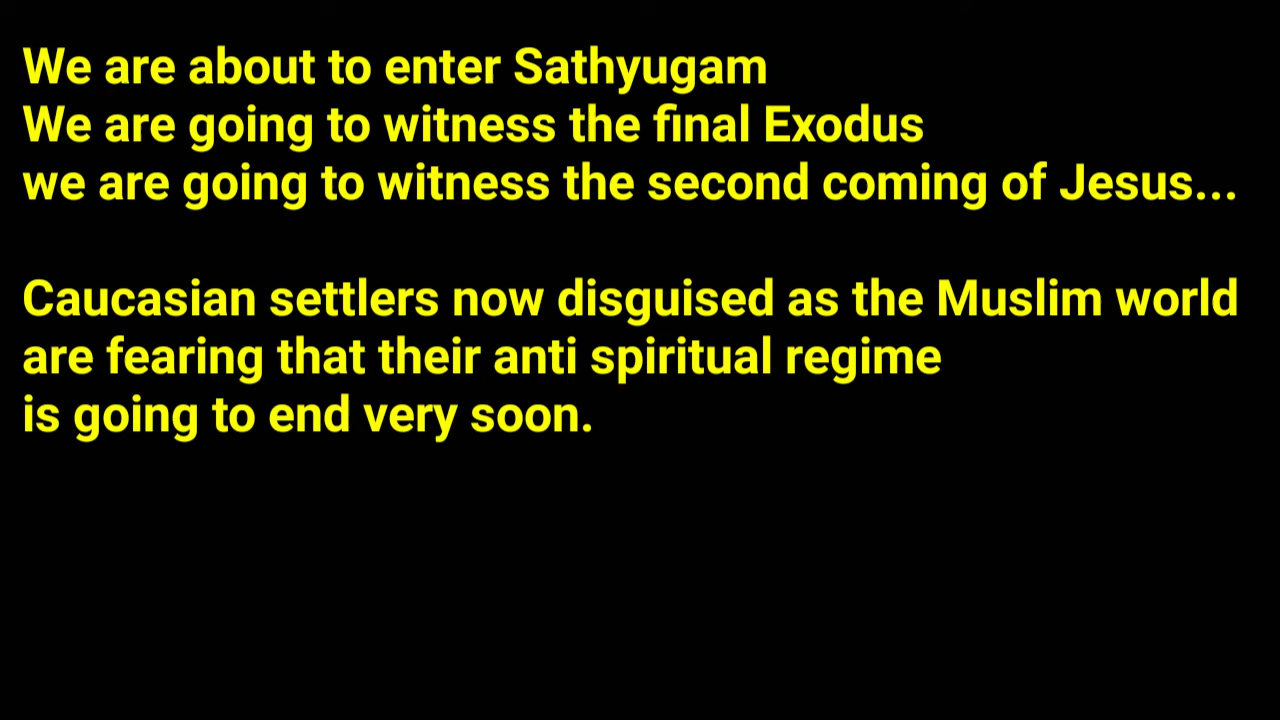 We are about to enter Sathyugam
We are going to witness the final Exodus
we are going to witness the second coming of Jesus...
Caucasian settlers now disguised as the Muslim world
are fearing that their anti spiritual regime
is going to end very soon.